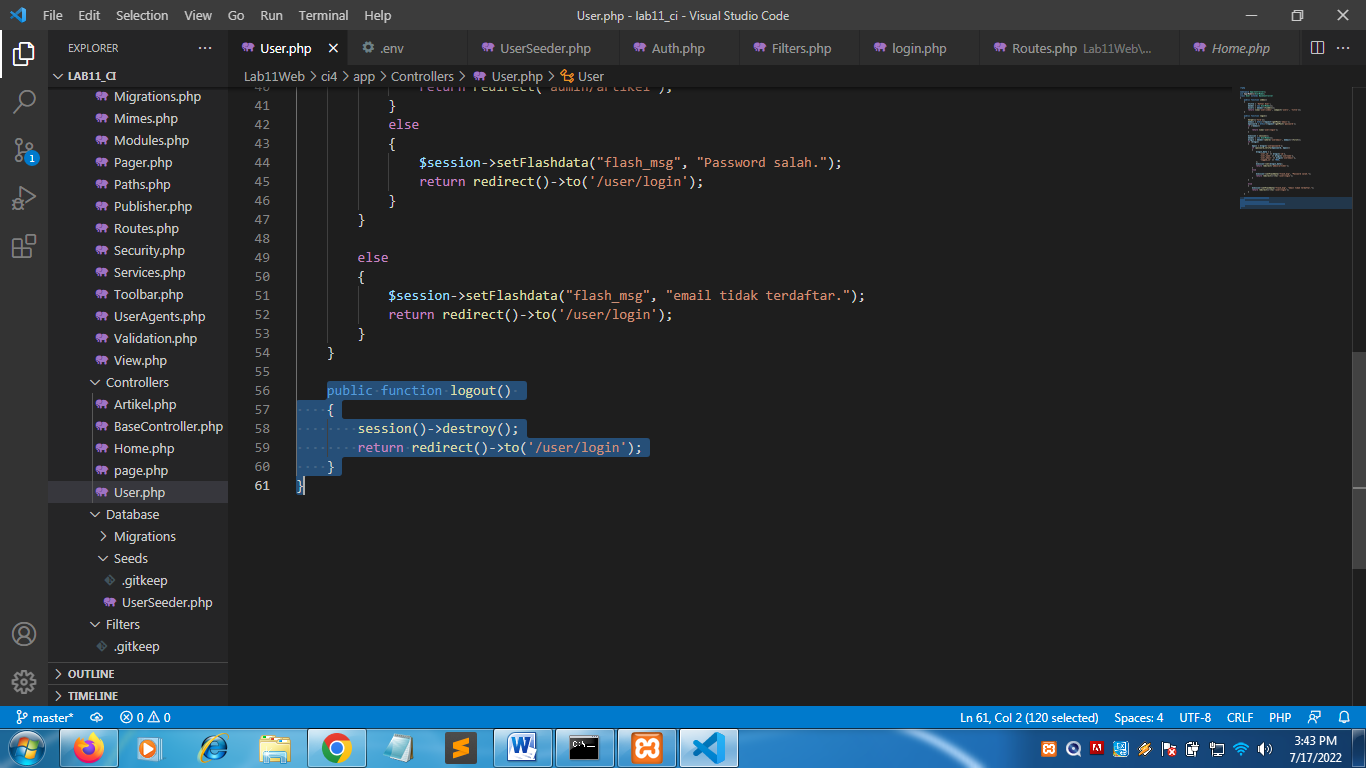 File Edit Selection View Go Run Terminal Help
User.php - lab11_ci - Visual Studio Code
EXPLORER
User.php
.env
UserSeeder.php
Auth.php
Filters.php
login.php
Routes.php Lab11Web\...
Home.php
LAB11_CI
Lab11Web > ci4 > app > Controllers > User.php > User
Migrations.php
Mimes.php
Modules.php
Pager.php
Paths.php
Publisher.php
Routes.php
Security.php
Services.php
Toolbar.php
UserAgents.php
Validation.php
View.php
Controllers
Artikel.php
BaseController.php
Home.php
page.php
User.php
Database
Migrations
Seeds
.gitkeep
UserSeeder.php
Filters
.gitkeep
OUTLINE
TIMELINE
1
40 return redirect('admin/artikel');
41 }
42 else
43 {
44 $session->setFlashdata("flash_msg", "Password salah.");
45 return redirect()->to('/user/login');
46 }
47 }
48
49 else
50 {
51 $session->setFlashdata("flash_msg", "email tidak terdaftar.");
52 return redirect()->to('/user/login');
53 }
54 }
55
56 public function logout()
57 {
58 session()->destroy();
59 return redirect()->to('/user/login');
60 }
61 }
master* 0 0
Ln 61, Col 2 (120 selected) Spaces: 4 UTF-8 CRLF PHP
3:43 PM
7/17/2022